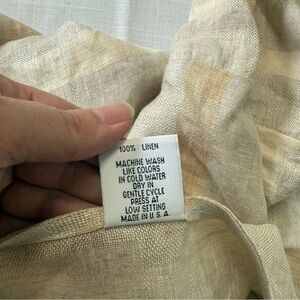 100% LINEN
MACHINE WASH
LIKE COLORS
IN COLD WATER
DRY IN
GENTLE CYCLE
PRESS AT
LOW SETTING
MADE IN U.S.A.